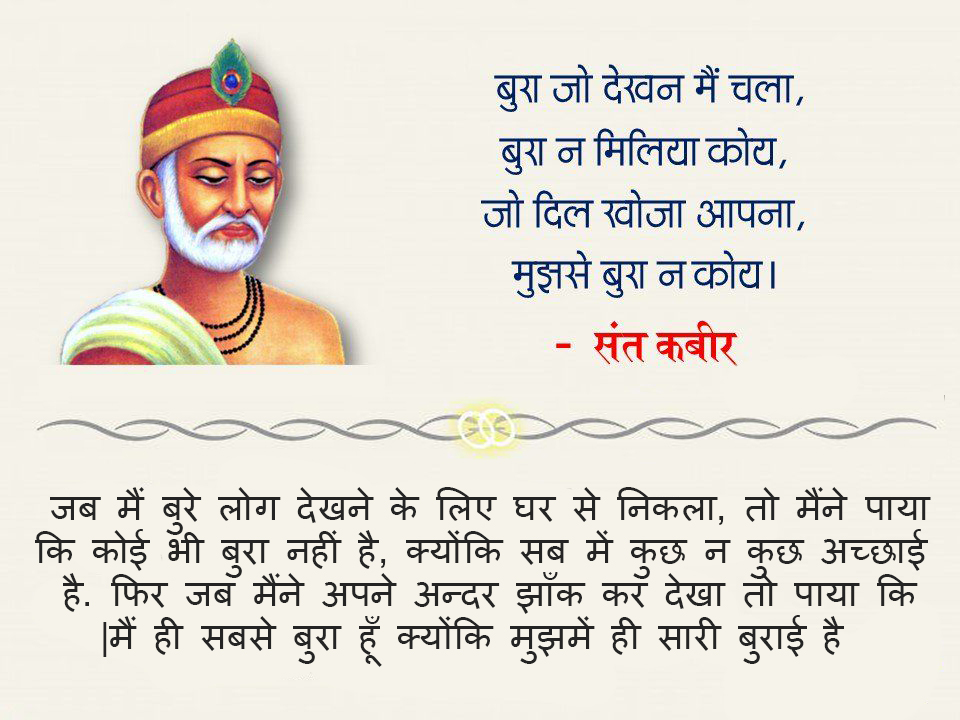 बुरा जो देखन मैं चला,
बुरा न मिलिया कोय,
जो दिल खोजा आपना,
मुझसे बुरा न कोय।
- संत कबीर
जब मैं बुरे लोग देखने के लिए घर से निकला, तो मैंने पाया
कि कोई भी बुरा नहीं है, क्योंकि सब में कुछ न कुछ अच्छाई
है. फिर जब मैंने अपने अन्दर झाँक कर देखा तो पाया कि
|मैं ही सबसे बुरा हूँ क्योंकि मुझमें ही सारी बुराई है